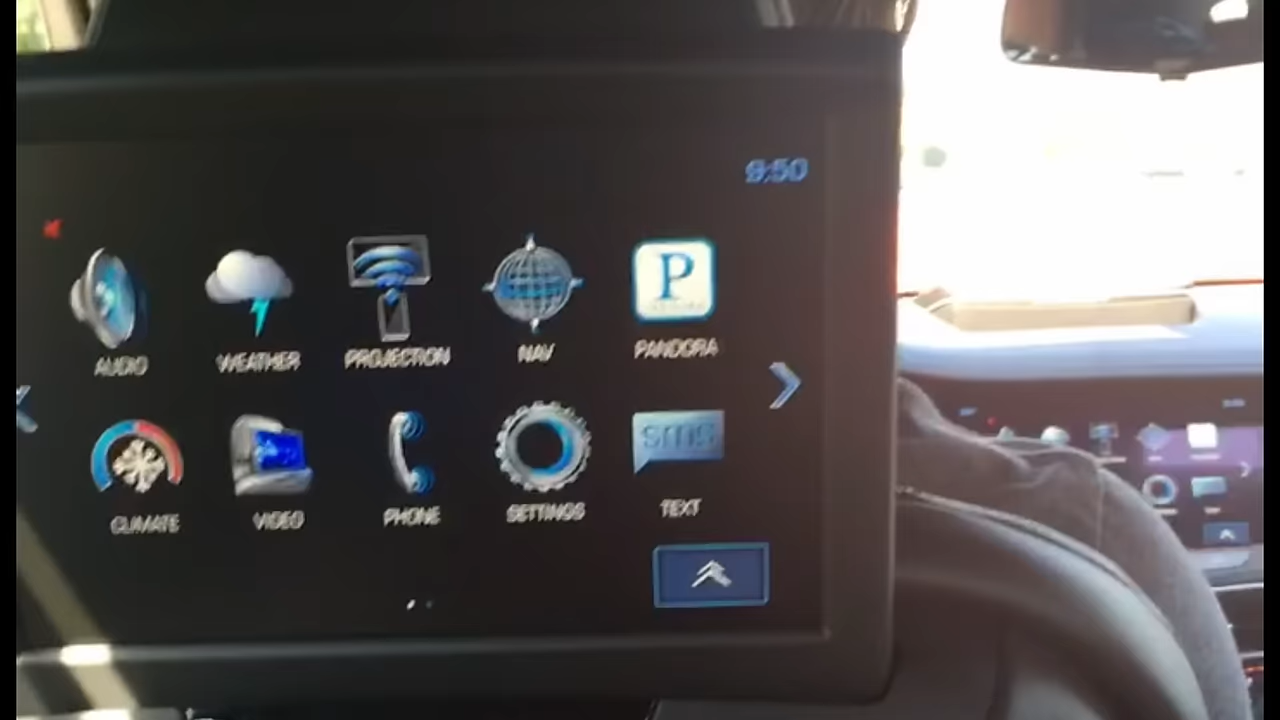 9:50
AUDIO WEATHER PROJECTION NAV P PANDORA
CLIMATE VIDEO PHONE SETTINGS sms TEXT